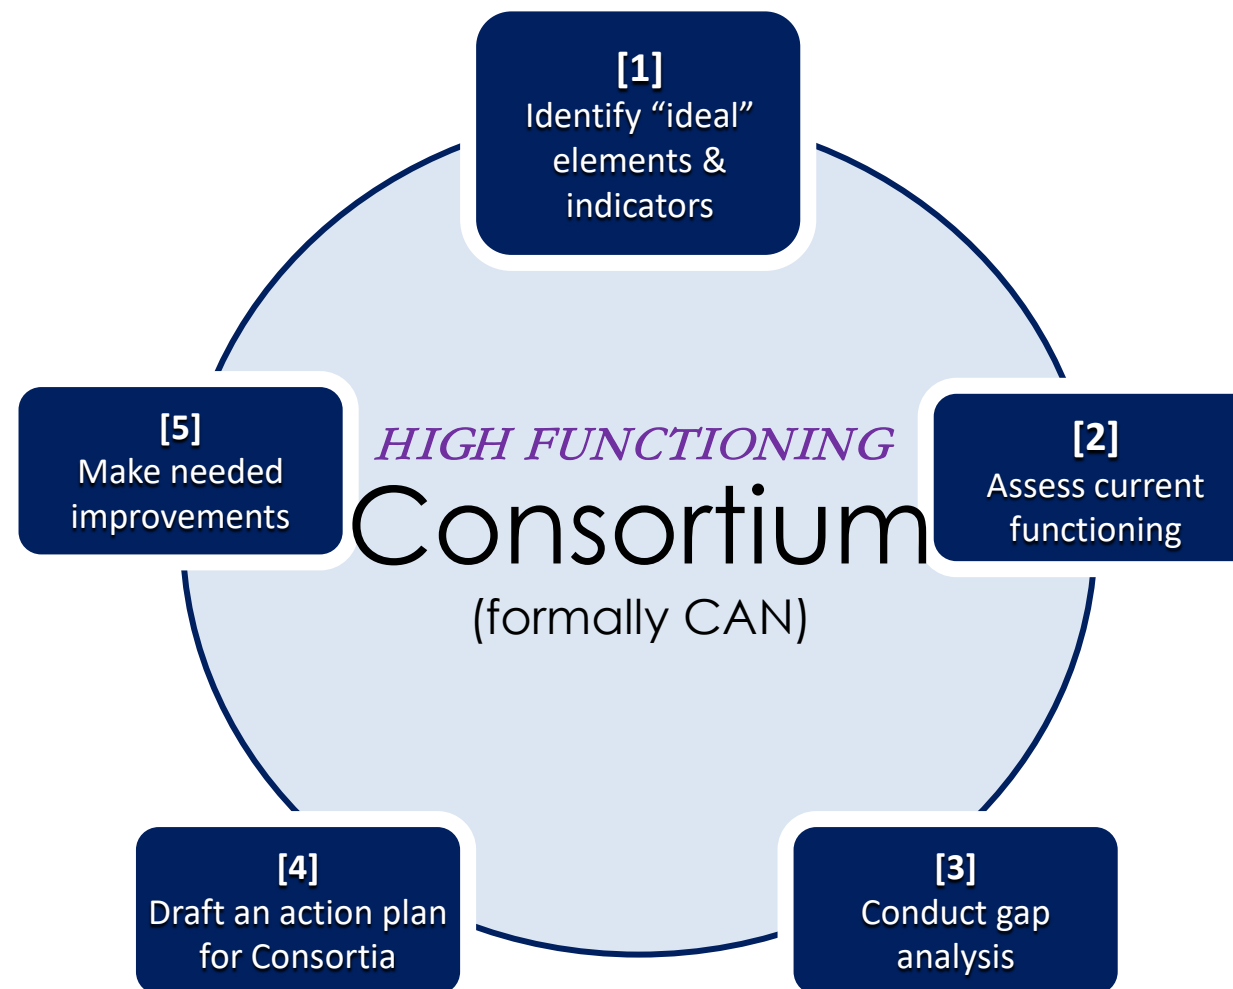 [1]
Identify “ideal”
elements &
indicators
[2]
Assess current
functioning
[3]
Conduct gap
analysis
[4]
Draft an action plan
for Consortia
[5]
Make needed
improvements
HIGH FUNCTIONING
Consortium
(formally CAN)